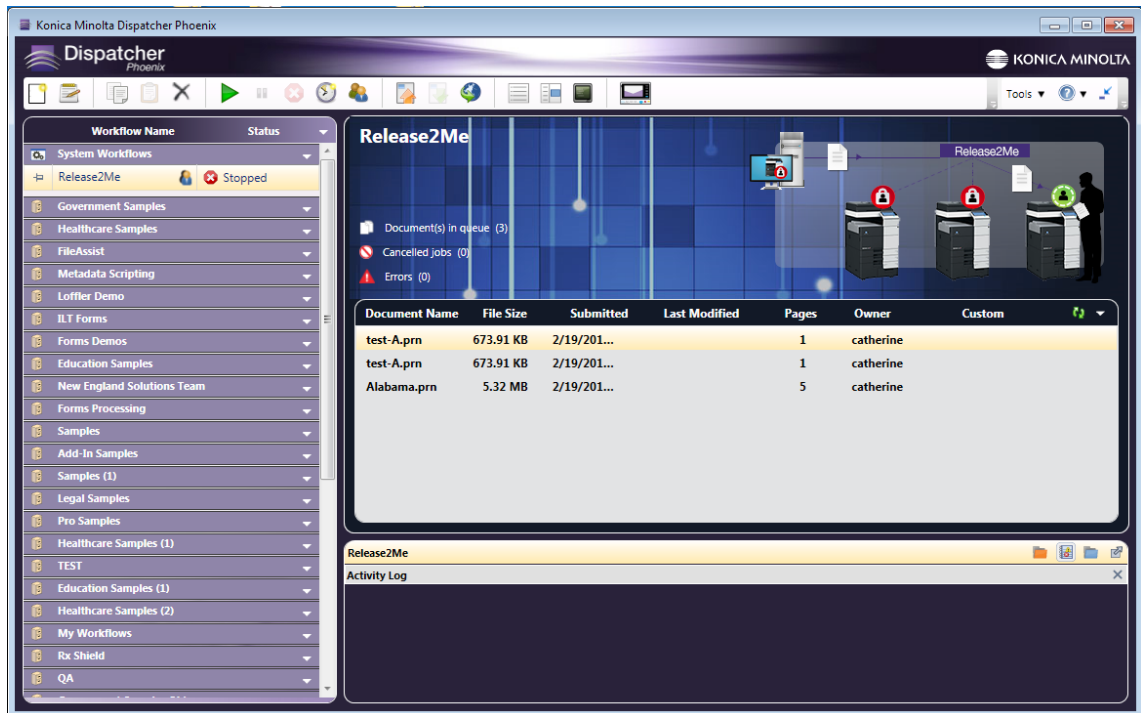 Konica Minolta Dispatcher Phoenix
Dispatcher
Phoenix
KONICA MINOLTA
Tools
Workflow Name Status
System Workflows
Release2Me Stopped
Government Samples
Healthcare Samples
FileAssist
Metadata Scripting
Loffler Demo
ILT Forms
Forms Demos
Education Samples
New England Solutions Team
Forms Processing
Samples
Add-In Samples
Samples (1)
Legal Samples
Pro Samples
Healthcare Samples (1)
TEST
Education Samples (1)
Healthcare Samples (2)
My Workflows
Rx Shield
QA
Release2Me
Release2Me
Document(s) in queue (3)
Cancelled jobs (0)
Errors (0)
Document Name File Size Submitted Last Modified Pages Owner Custom
test-A.prn 673.91 KB 2/19/201... 1 catherine
test-A.prn 673.91 KB 2/19/201... 1 catherine
Alabama.prn 5.32 MB 2/19/201... 5 catherine
Release2Me
Activity Log